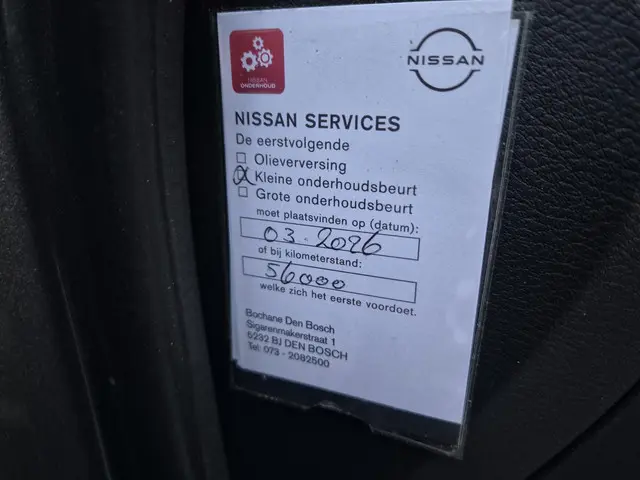 NISSAN
ONDERHOUD
NISSAN
NISSAN SERVICES
De eerstvolgende
Olieverversing
Kleine onderhoudsbeurt
Grote onderhoudsbeurt
moet plaatsvinden op (datum):
03-2026
of bij kilometerstand:
56000
welke zich het eerste voordoet.
Bochane Den Bosch
Sigarenmakerstraat 1
5232 BJ DEN BOSCH
Tel: 073 - 2082500